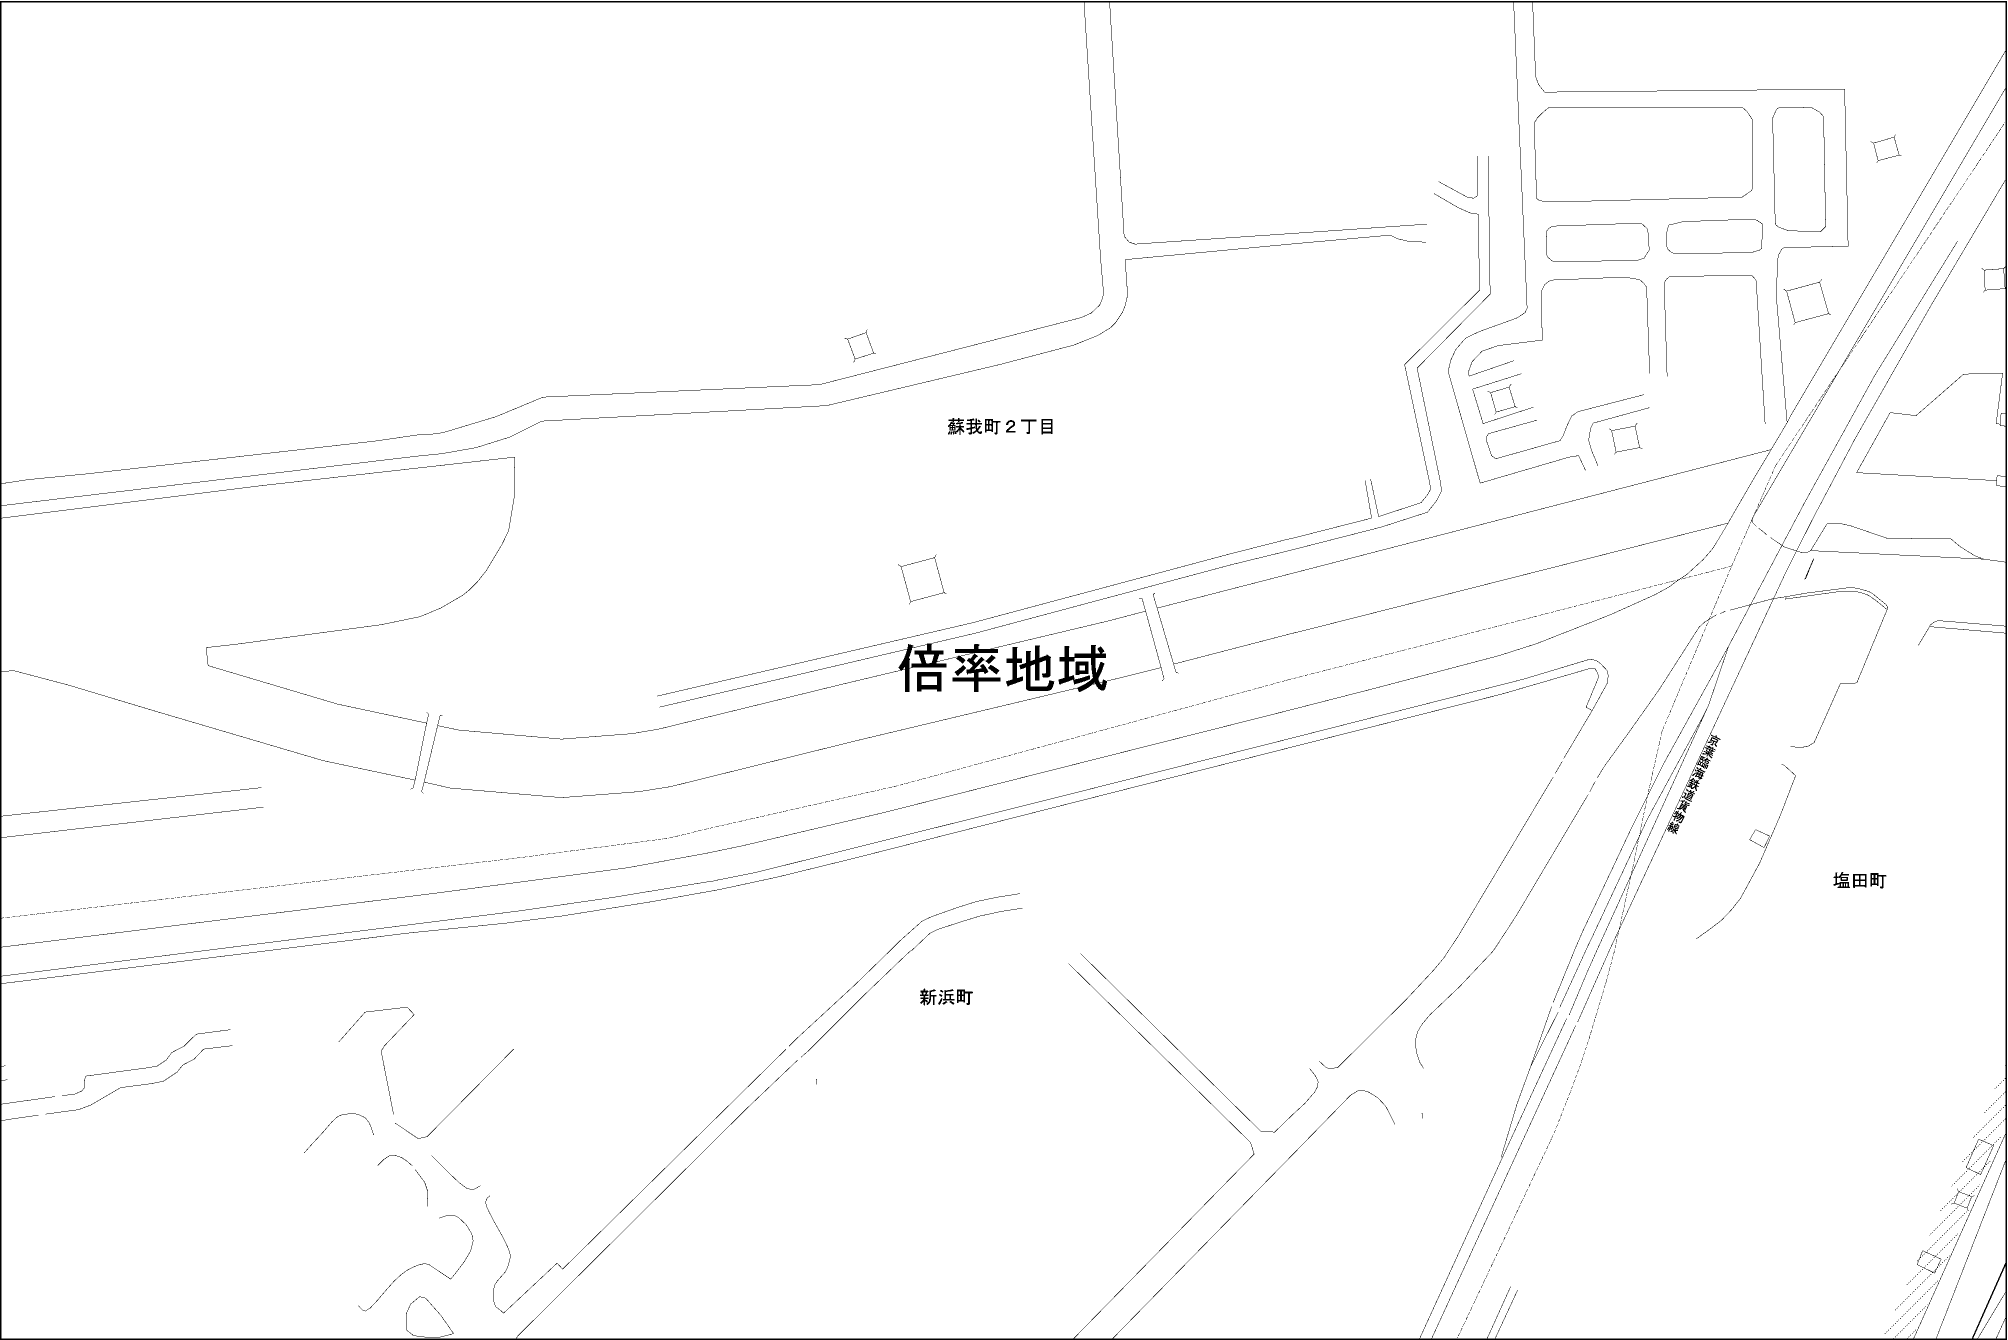 蘇我町２丁目
倍率地域
京葉臨海鉄道貨物線
塩田町
新浜町